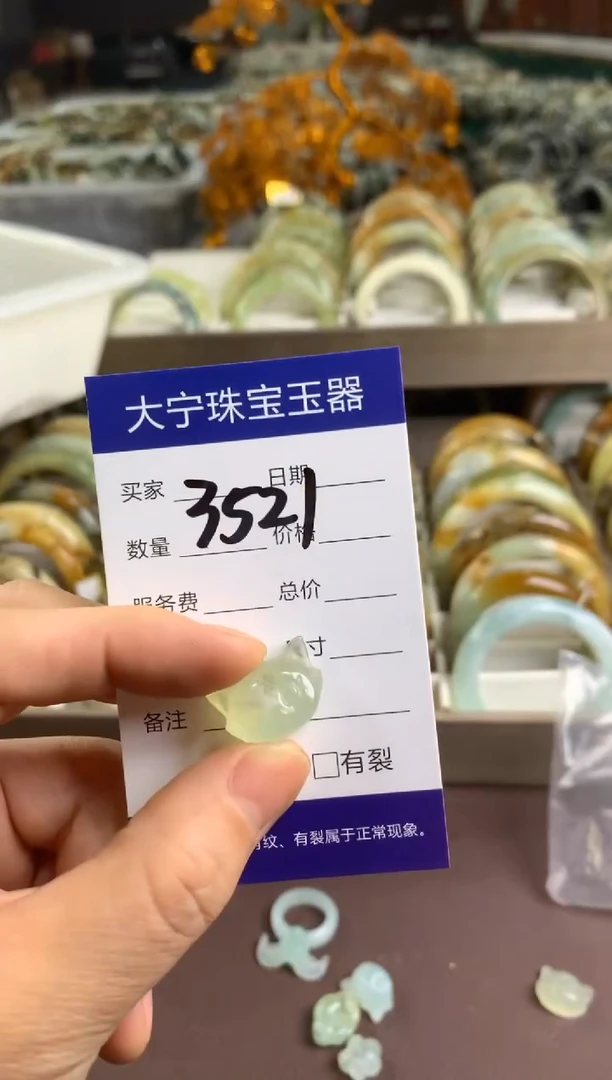 大宁珠宝玉器
买家 日期
3521
数量 价格
服务费 总价
寸
备注
□有裂
纹、有裂属于正常现象。